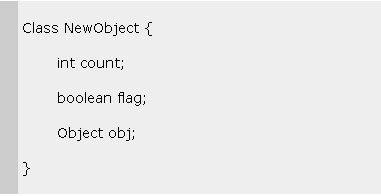 Class NewObject {
int count;
boolean flag;
Object obj;
}